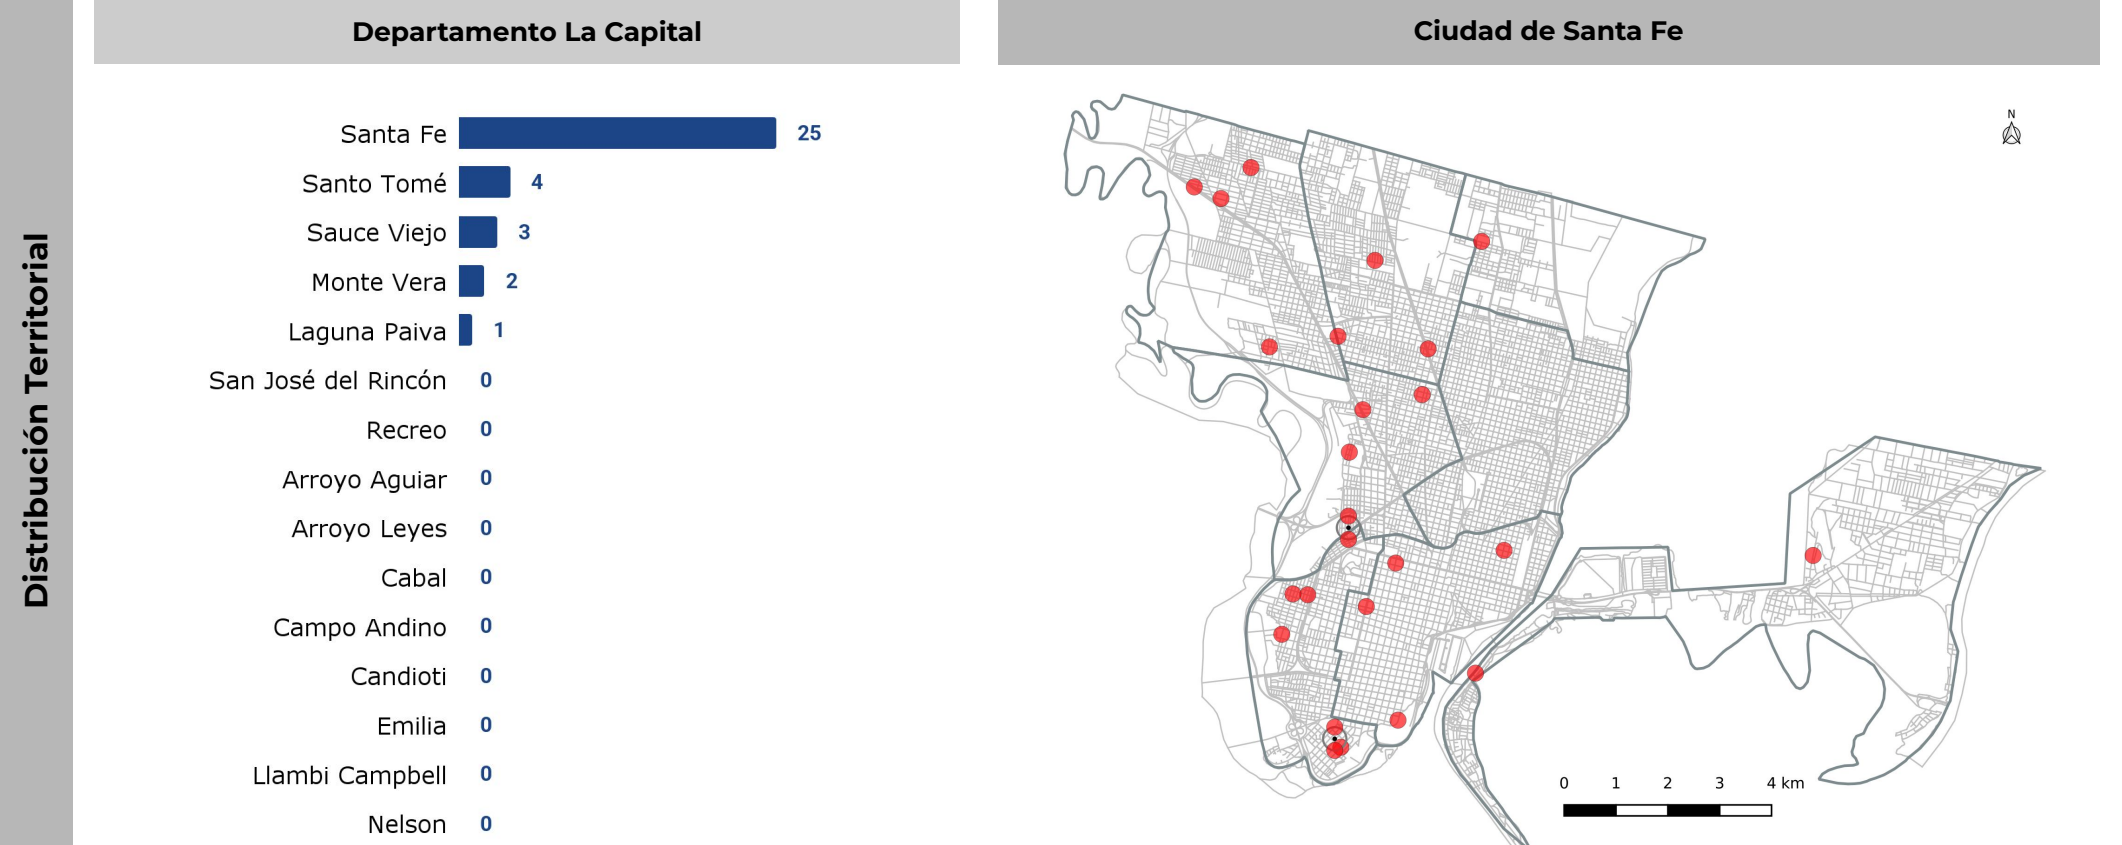 Distribución Territorial
Departamento La Capital
Santa Fe 25
Santo Tomé 4
Sauce Viejo 3
Monte Vera 2
Laguna Paiva 1
San José del Rincón 0
Recreo 0
Arroyo Aguiar 0
Arroyo Leyes 0
Cabal 0
Campo Andino 0
Candioti 0
Emilia 0
Llambi Campbell 0
Nelson 0
Ciudad de Santa Fe
N
0 1 2 3 4 km